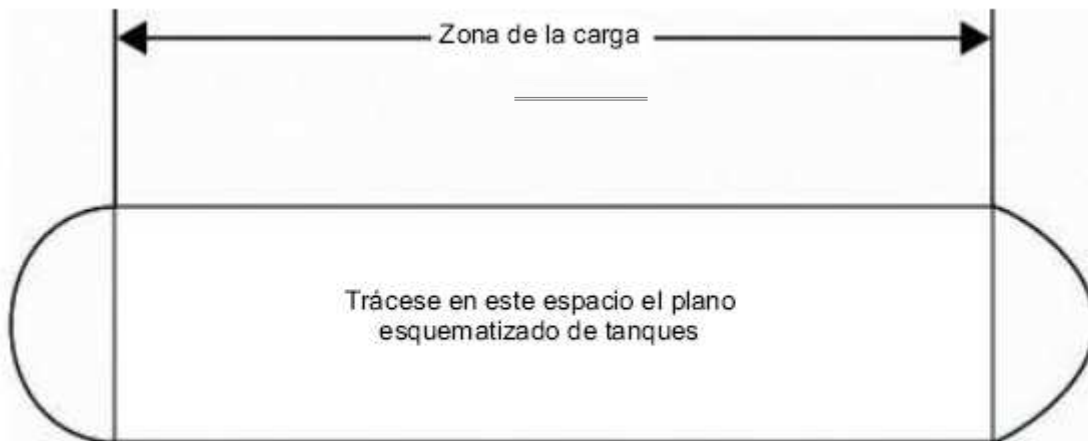 Zona de la carga
Trácese en este espacio el plano
esquematizado de tanques